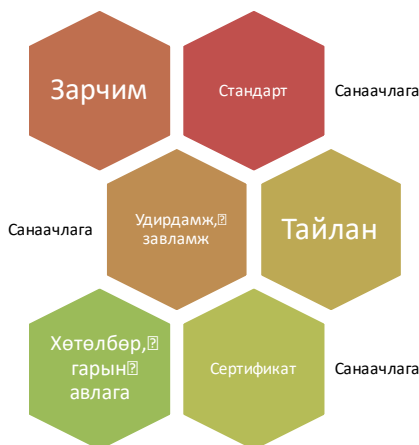 Зарчим
Стандарт
Санаачлага
Санаачлага
Удирдамж,
завламж
Тайлан
Хөтөлбөр,
гарын
авлага
Сертификат
Санаачлага